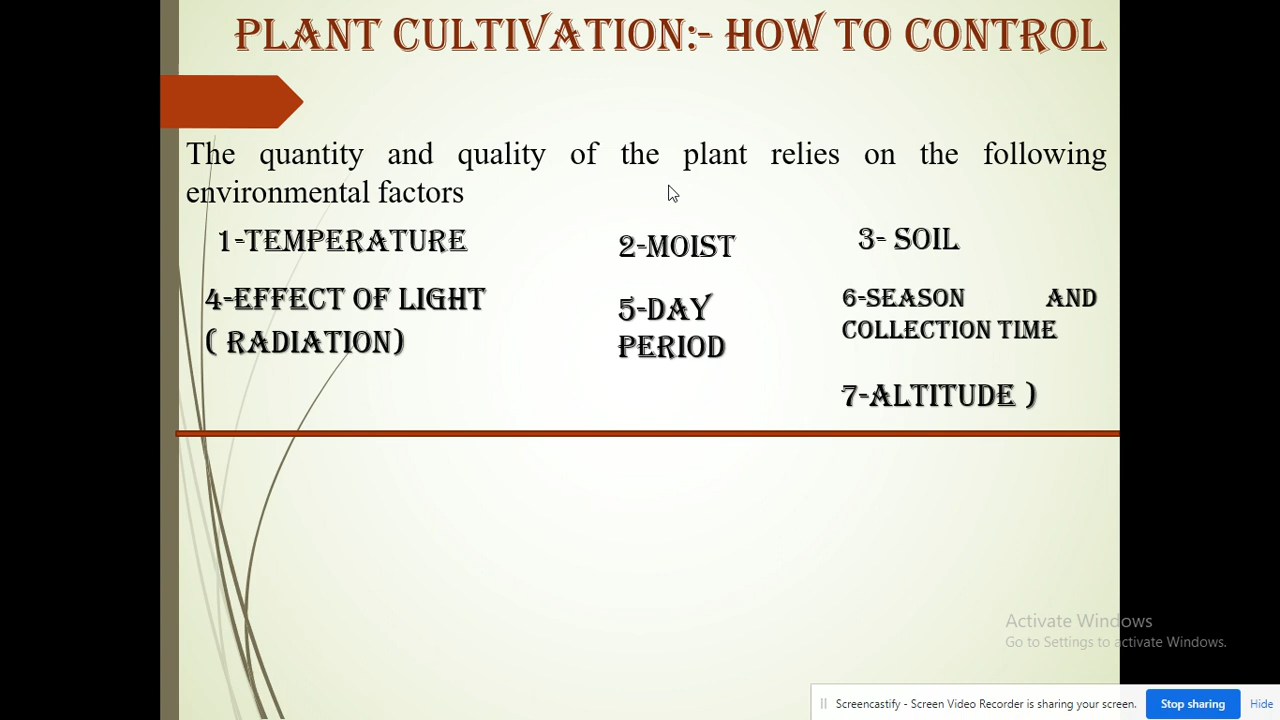 PLANT CULTIVATION:- HOW TO CONTROL
The quantity and quality of the plant relies on the following
environmental factors
1-TEMPERATURE
2-MOIST
3- SOIL
4-EFFECT OF LIGHT
( RADIATION)
5-DAY
PERIOD
6-SEASON AND
COLLECTION TIME
7-ALTITUDE )
Activate Windows
Go to Settings to activate Windows.
Screencastify - Screen Video Recorder is sharing your screen.
Stop sharing
Hide